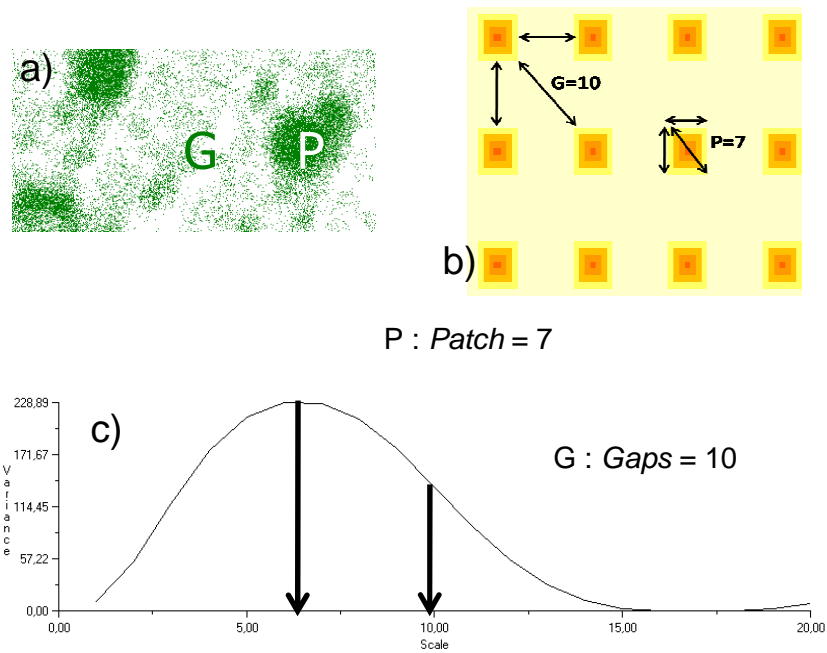 a)
G
P
G=10
P=7
b)
P : Patch = 7
c)
G : Gaps = 10
228,89
171,67
114,45
57,22
0,00
Variance
0,00
5,00
10,00
15,00
20,00
Scale